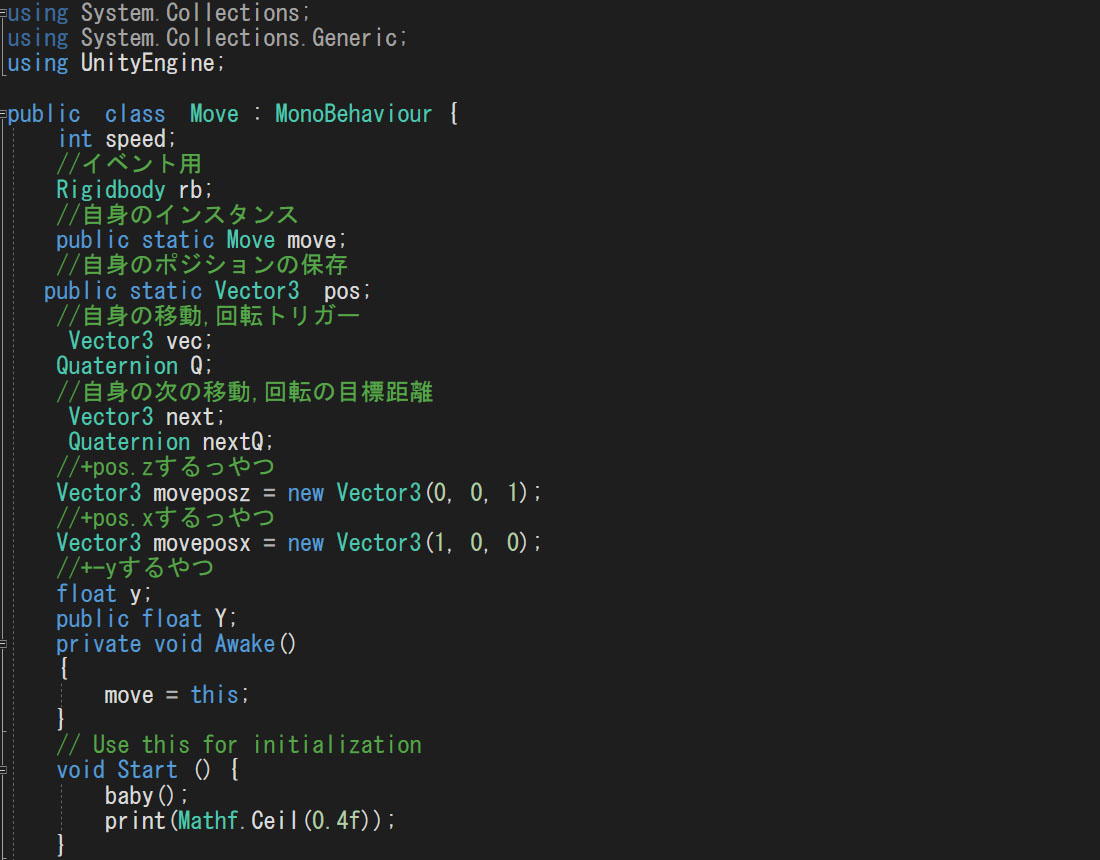 using System.Collections;
using System.Collections.Generic;
using UnityEngine;
public  class  Move : MonoBehaviour {
int speed;
//イベント用
Rigidbody rb;
//自身のインスタンス
public static Move move;
//自身のポジションの保存
public static Vector3  pos;
//自身の移動,回転トリガー
Vector3 vec;
Quaternion Q;
//自身の次の移動,回転の目標距離
Vector3 next;
Quaternion nextQ;
//+pos.zするっやつ
Vector3 moveposz = new Vector3(0, 0, 1);
//+pos.xするっやつ
Vector3 moveposx = new Vector3(1, 0, 0);
//+-yするやつ
float y;
public float Y;
private void Awake()
{
move = this;
}
// Use this for initialization
void Start () {
baby();
print(Mathf.Ceil(0.4f));
}